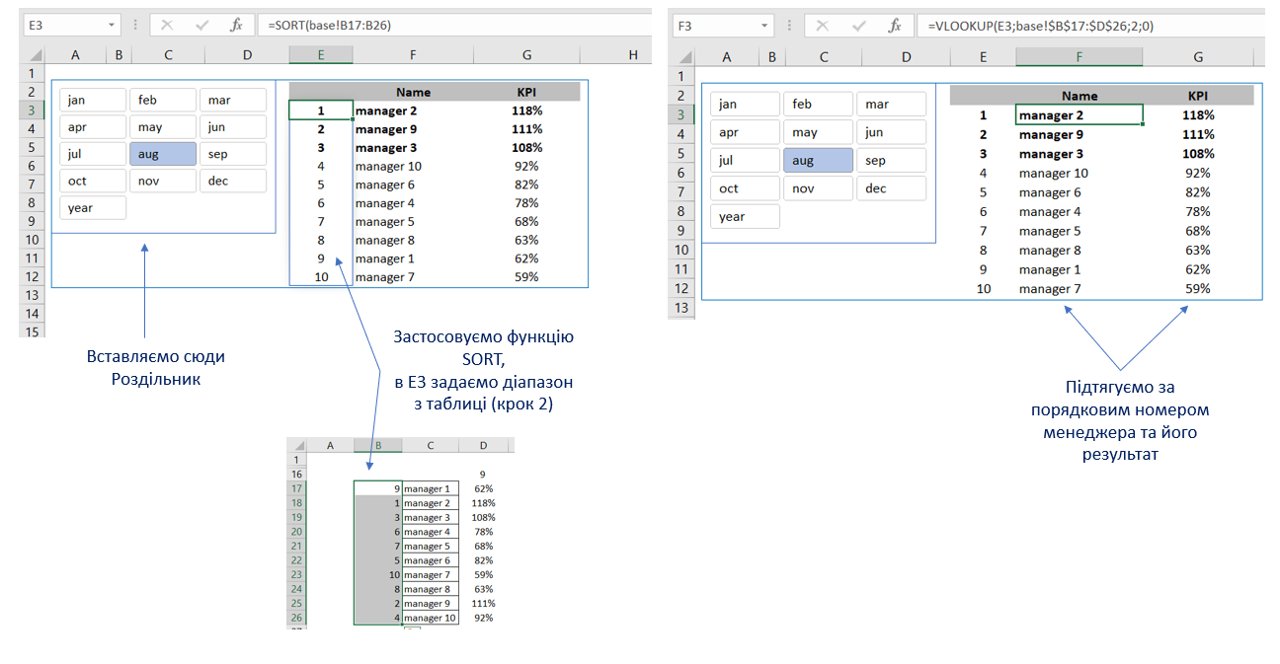 E3 fx =SORT(base!B17:B26)
A B C D E F G H
1
2 Name KPI
3 jan feb mar 1 manager 2 118%
4 apr may jun 2 manager 9 111%
5 jul aug sep 3 manager 3 108%
6 4 manager 10 92%
7 oct nov dec 5 manager 6 82%
8 year 6 manager 4 78%
9 7 manager 5 68%
10 8 manager 8 63%
11 9 manager 1 62%
12 10 manager 7 59%
13
14
15
Вставляємо сюди
Роздільник
Застосовуємо функцію
SORT,
в E3 задаємо діапазон
з таблиці (крок 2)
A B C D
1
16 9
17 9 manager 1 62%
18 1 manager 2 118%
19 3 manager 3 108%
20 6 manager 4 78%
21 7 manager 5 68%
22 5 manager 6 82%
23 10 manager 7 59%
24 8 manager 8 63%
25 2 manager 9 111%
26 4 manager 10 92%
F3 fx =VLOOKUP(E3;base!$B$17:$D$26;2;0)
A B C D E F G
1
2 jan feb mar Name KPI
3 1 manager 2 118%
4 apr may jun 2 manager 9 111%
5 jul aug sep 3 manager 3 108%
6 4 manager 10 92%
7 oct nov dec 5 manager 6 82%
8 year 6 manager 4 78%
9 7 manager 5 68%
10 8 manager 8 63%
11 9 manager 1 62%
12 10 manager 7 59%
13
Підтягуємо за
порядковим номером
менеджера та його
результат